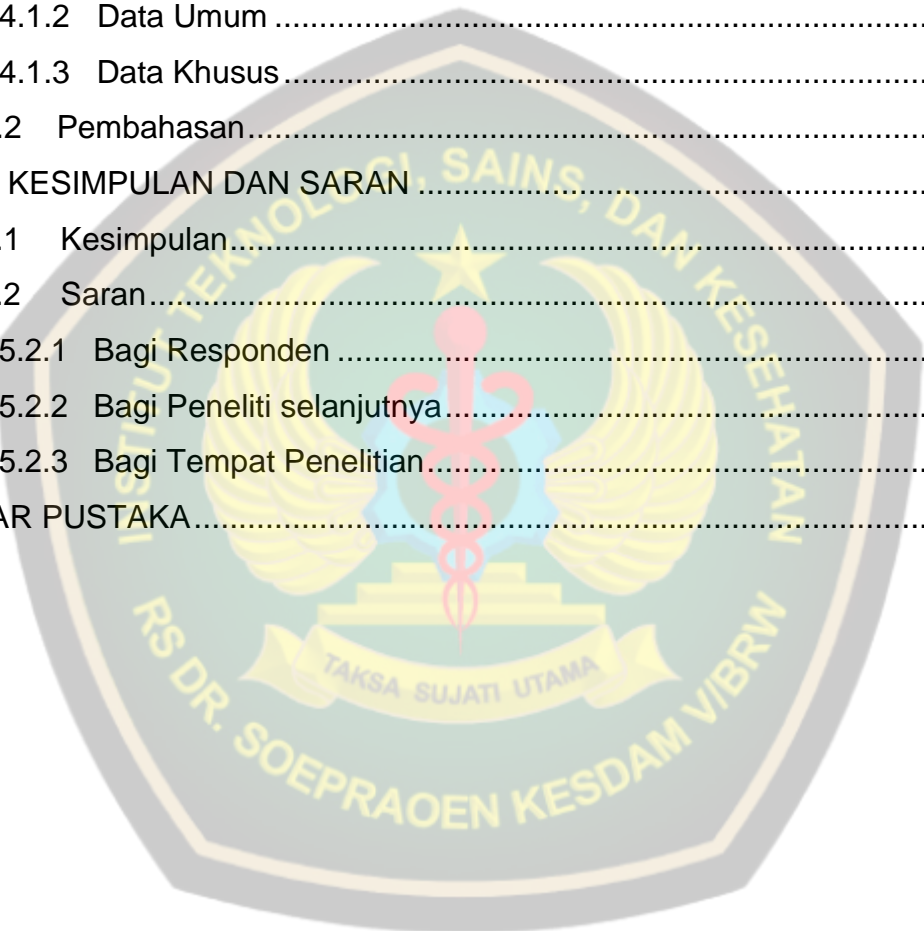 4.1.2 Data Umum ................................................................................
4.1.3 Data Khusus ................................................................................
.2 Pembahasan ................................................................................
KESIMPULAN DAN SARAN ................................................................................
.1 Kesimpulan ................................................................................
.2 Saran ................................................................................
5.2.1 Bagi Responden ................................................................................
5.2.2 Bagi Peneliti selanjutnya ................................................................................
5.2.3 Bagi Tempat Penelitian ................................................................................
AR PUSTAKA ................................................................................
INSTITUT TEKNOLOGI, SAINS, DAN KESEHATAN
TAKSA SUJATI UTAMA
RS DR. SOEPRAOEN KESDAM V/BRW